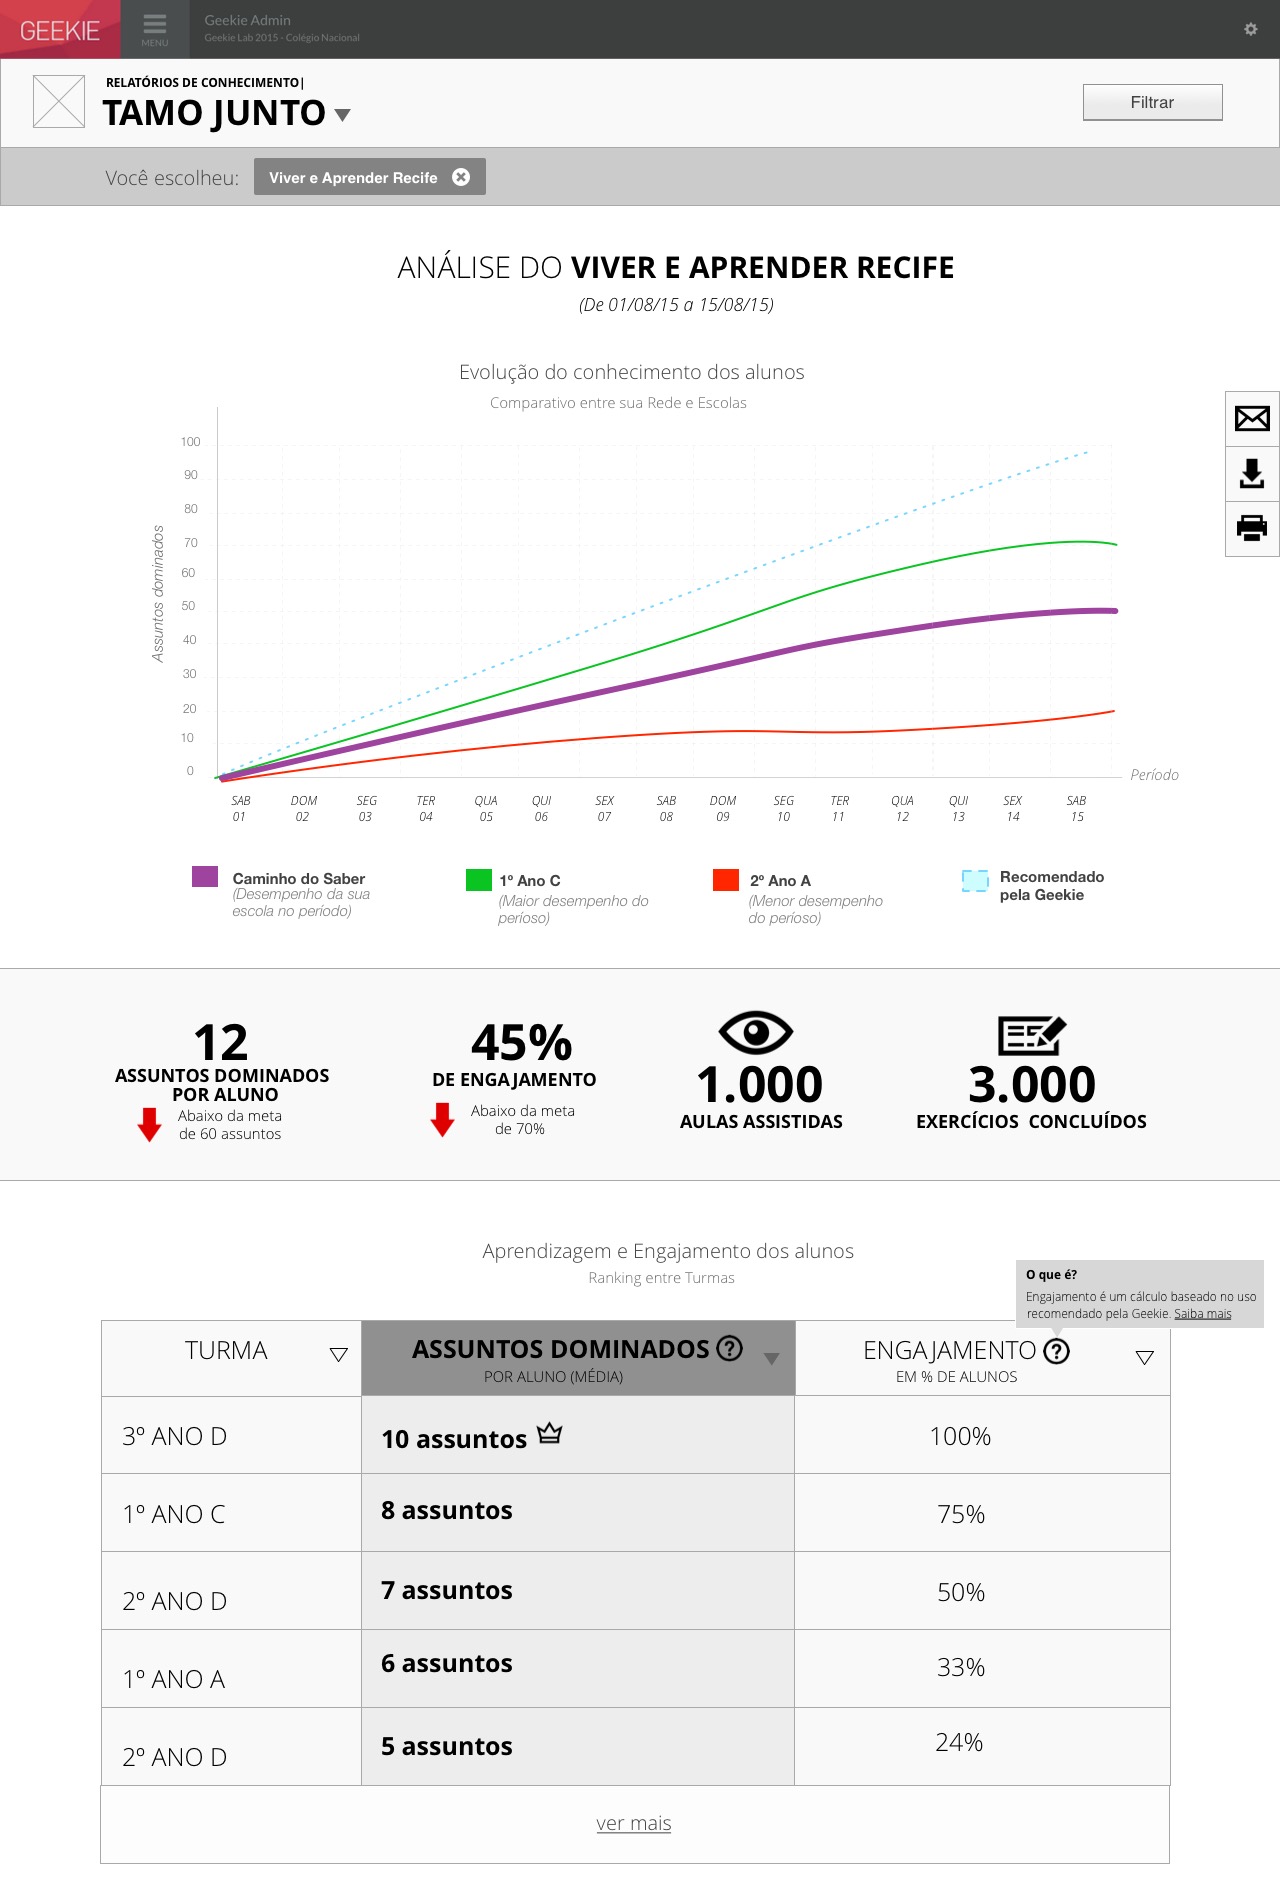 GEEKIE
MENU
Geekie Admin
Geekie Lab 2015 - Colégio Nacional
RELATÓRIOS DE CONHECIMENTO|
TAMO JUNTO
Filtrar
Você escolheu:
Viver e Aprender Recife
ANÁLISE DO VIVER E APRENDER RECIFE
(De 01/08/15 a 15/08/15)
Evolução do conhecimento dos alunos
Comparativo entre sua Rede e Escolas
Assuntos dominados
100
90
80
70
60
50
40
30
20
10
0
Período
SAB DOM SEG TER QUA QUI SEX SAB DOM SEG TER QUA QUI SEX SAB
01 02 03 04 05 06 07 08 09 10 11 12 13 14 15
Caminho do Saber
(Desempenho da sua
escola no período)
1º Ano C
(Maior desempenho do
períoso)
2º Ano A
(Menor desempenho
do períoso)
Recomendado
pela Geekie
12
ASSUNTOS DOMINADOS
POR ALUNO
Abaixo da meta
de 60 assuntos
45%
DE ENGAJAMENTO
Abaixo da meta
de 70%
1.000
AULAS ASSISTIDAS
3.000
EXERCÍCIOS CONCLUÍDOS
Aprendizagem e Engajamento dos alunos
Ranking entre Turmas
O que é?
Engajamento é um cálculo baseado no uso
recomendado pela Geekie. Saiba mais
TURMA
ASSUNTOS DOMINADOS ?
POR ALUNO (MÉDIA)
ENGAJAMENTO ?
EM % DE ALUNOS
3º ANO D 10 assuntos 100%
1º ANO C 8 assuntos 75%
2º ANO D 7 assuntos 50%
1º ANO A 6 assuntos 33%
2º ANO D 5 assuntos 24%
ver mais